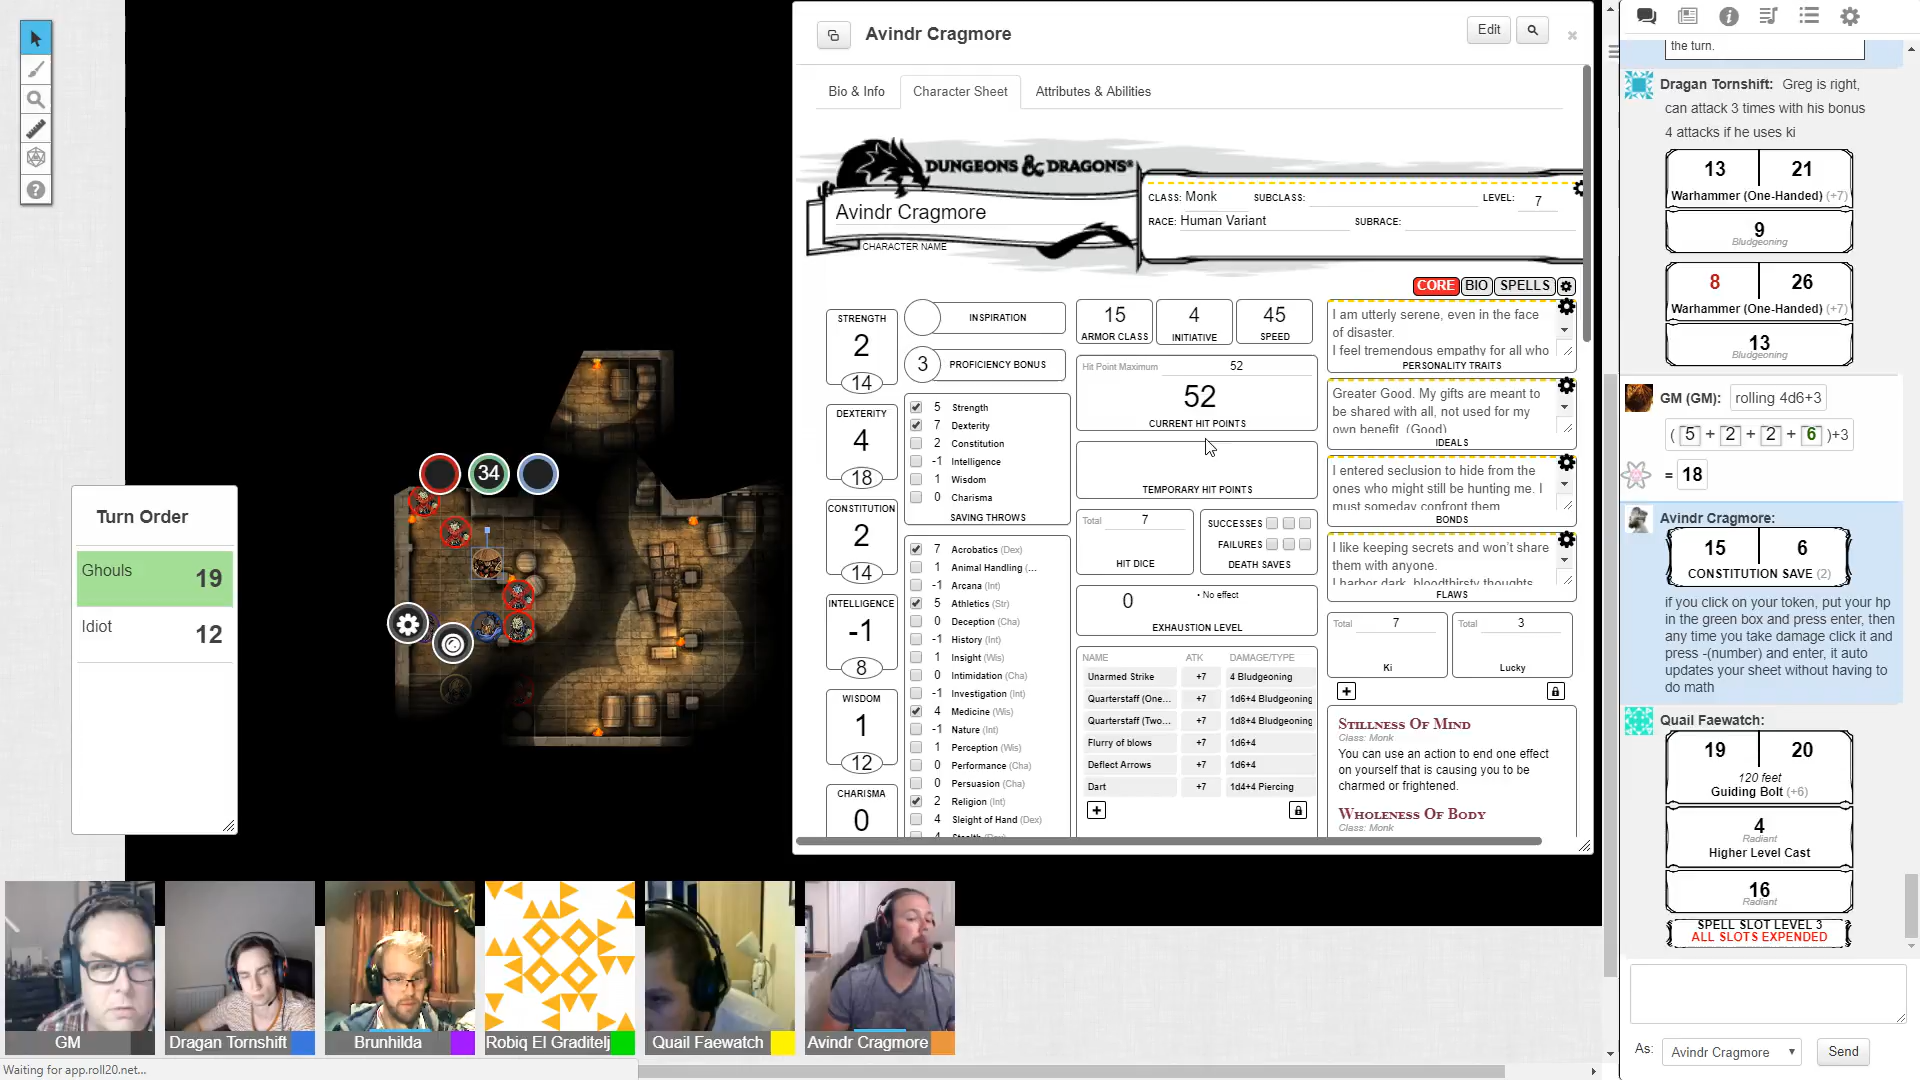 Avindr Cragmore
Edit
Bio & Info
Character Sheet
Attributes & Abilities
DUNGEONS & DRAGONS®
Avindr Cragmore
CHARACTER NAME
CLASS: Monk
SUBCLASS:
LEVEL: 7
RACE: Human Variant
SUBRACE:
CORE
BIO
SPELLS
STRENGTH
2
14
DEXTERITY
4
18
CONSTITUTION
2
14
INTELLIGENCE
-1
8
WISDOM
1
12
CHARISMA
0
INSPIRATION
3 PROFICIENCY BONUS
5 Strength
7 Dexterity
2 Constitution
-1 Intelligence
1 Wisdom
0 Charisma
SAVING THROWS
7 Acrobatics (Dex)
1 Animal Handling (...
-1 Arcana (Int)
5 Athletics (Str)
0 Deception (Cha)
-1 History (Int)
1 Insight (Wis)
0 Intimidation (Cha)
-1 Investigation (Int)
4 Medicine (Wis)
-1 Nature (Int)
1 Perception (Wis)
0 Performance (Cha)
0 Persuasion (Cha)
2 Religion (Int)
4 Sleight of Hand (Dex)
15
ARMOR CLASS
4
INITIATIVE
45
SPEED
Hit Point Maximum 52
52
CURRENT HIT POINTS
TEMPORARY HIT POINTS
Total 7
HIT DICE
SUCCESSES
FAILURES
DEATH SAVES
0
• No effect
EXHAUSTION LEVEL
NAME ATK DAMAGE/TYPE
Unarmed Strike +7 4 Bludgeoning
Quarterstaff (One... +7 1d6+4 Bludgeoning
Quarterstaff (Two... +7 1d8+4 Bludgeoning
Flurry of blows +7 1d6+4
Deflect Arrows +7 1d6+4
Dart +7 1d4+4 Piercing
I am utterly serene, even in the face
of disaster.
I feel tremendous empathy for all who
PERSONALITY TRAITS
Greater Good. My gifts are meant to
be shared with all, not used for my
own benefit. (Good)
IDEALS
I entered seclusion to hide from the
ones who might still be hunting me. I
must someday confront them
BONDS
I like keeping secrets and won't share
them with anyone.
I harbor dark, bloodthirsty thoughts
FLAWS
Total 7
Ki
Total 3
Lucky
STILLNESS OF MIND
Class: Monk
You can use an action to end one effect
on yourself that is causing you to be
charmed or frightened.
WHOLENESS OF BODY
Class: Monk
34
Turn Order
Ghouls 19
Idiot 12
GM
Dragan Tornshift
Brunhilda
Robiq El Graditelj
Quail Faewatch
Avindr Cragmore
Waiting for app.roll20.net...
the turn.
Dragan Tornshift: Greg is right,
can attack 3 times with his bonus
4 attacks if he uses ki
13 21
Warhammer (One-Handed) (+7)
9
Bludgeoning
8 26
Warhammer (One-Handed) (+7)
13
Bludgeoning
GM (GM): rolling 4d6+3
(5+2+2+6)+3
= 18
Avindr Cragmore:
15 6
CONSTITUTION SAVE (2)
if you click on your token, put your hp
in the green box and press enter, then
any time you take damage click it and
press -(number) and enter, it auto
updates your sheet without having to
do math
Quail Faewatch:
19 20
120 feet
Guiding Bolt (+6)
4
Radiant
Higher Level Cast
16
Radiant
SPELL SLOT LEVEL 3
ALL SLOTS EXPENDED
As: Avindr Cragmore
Send